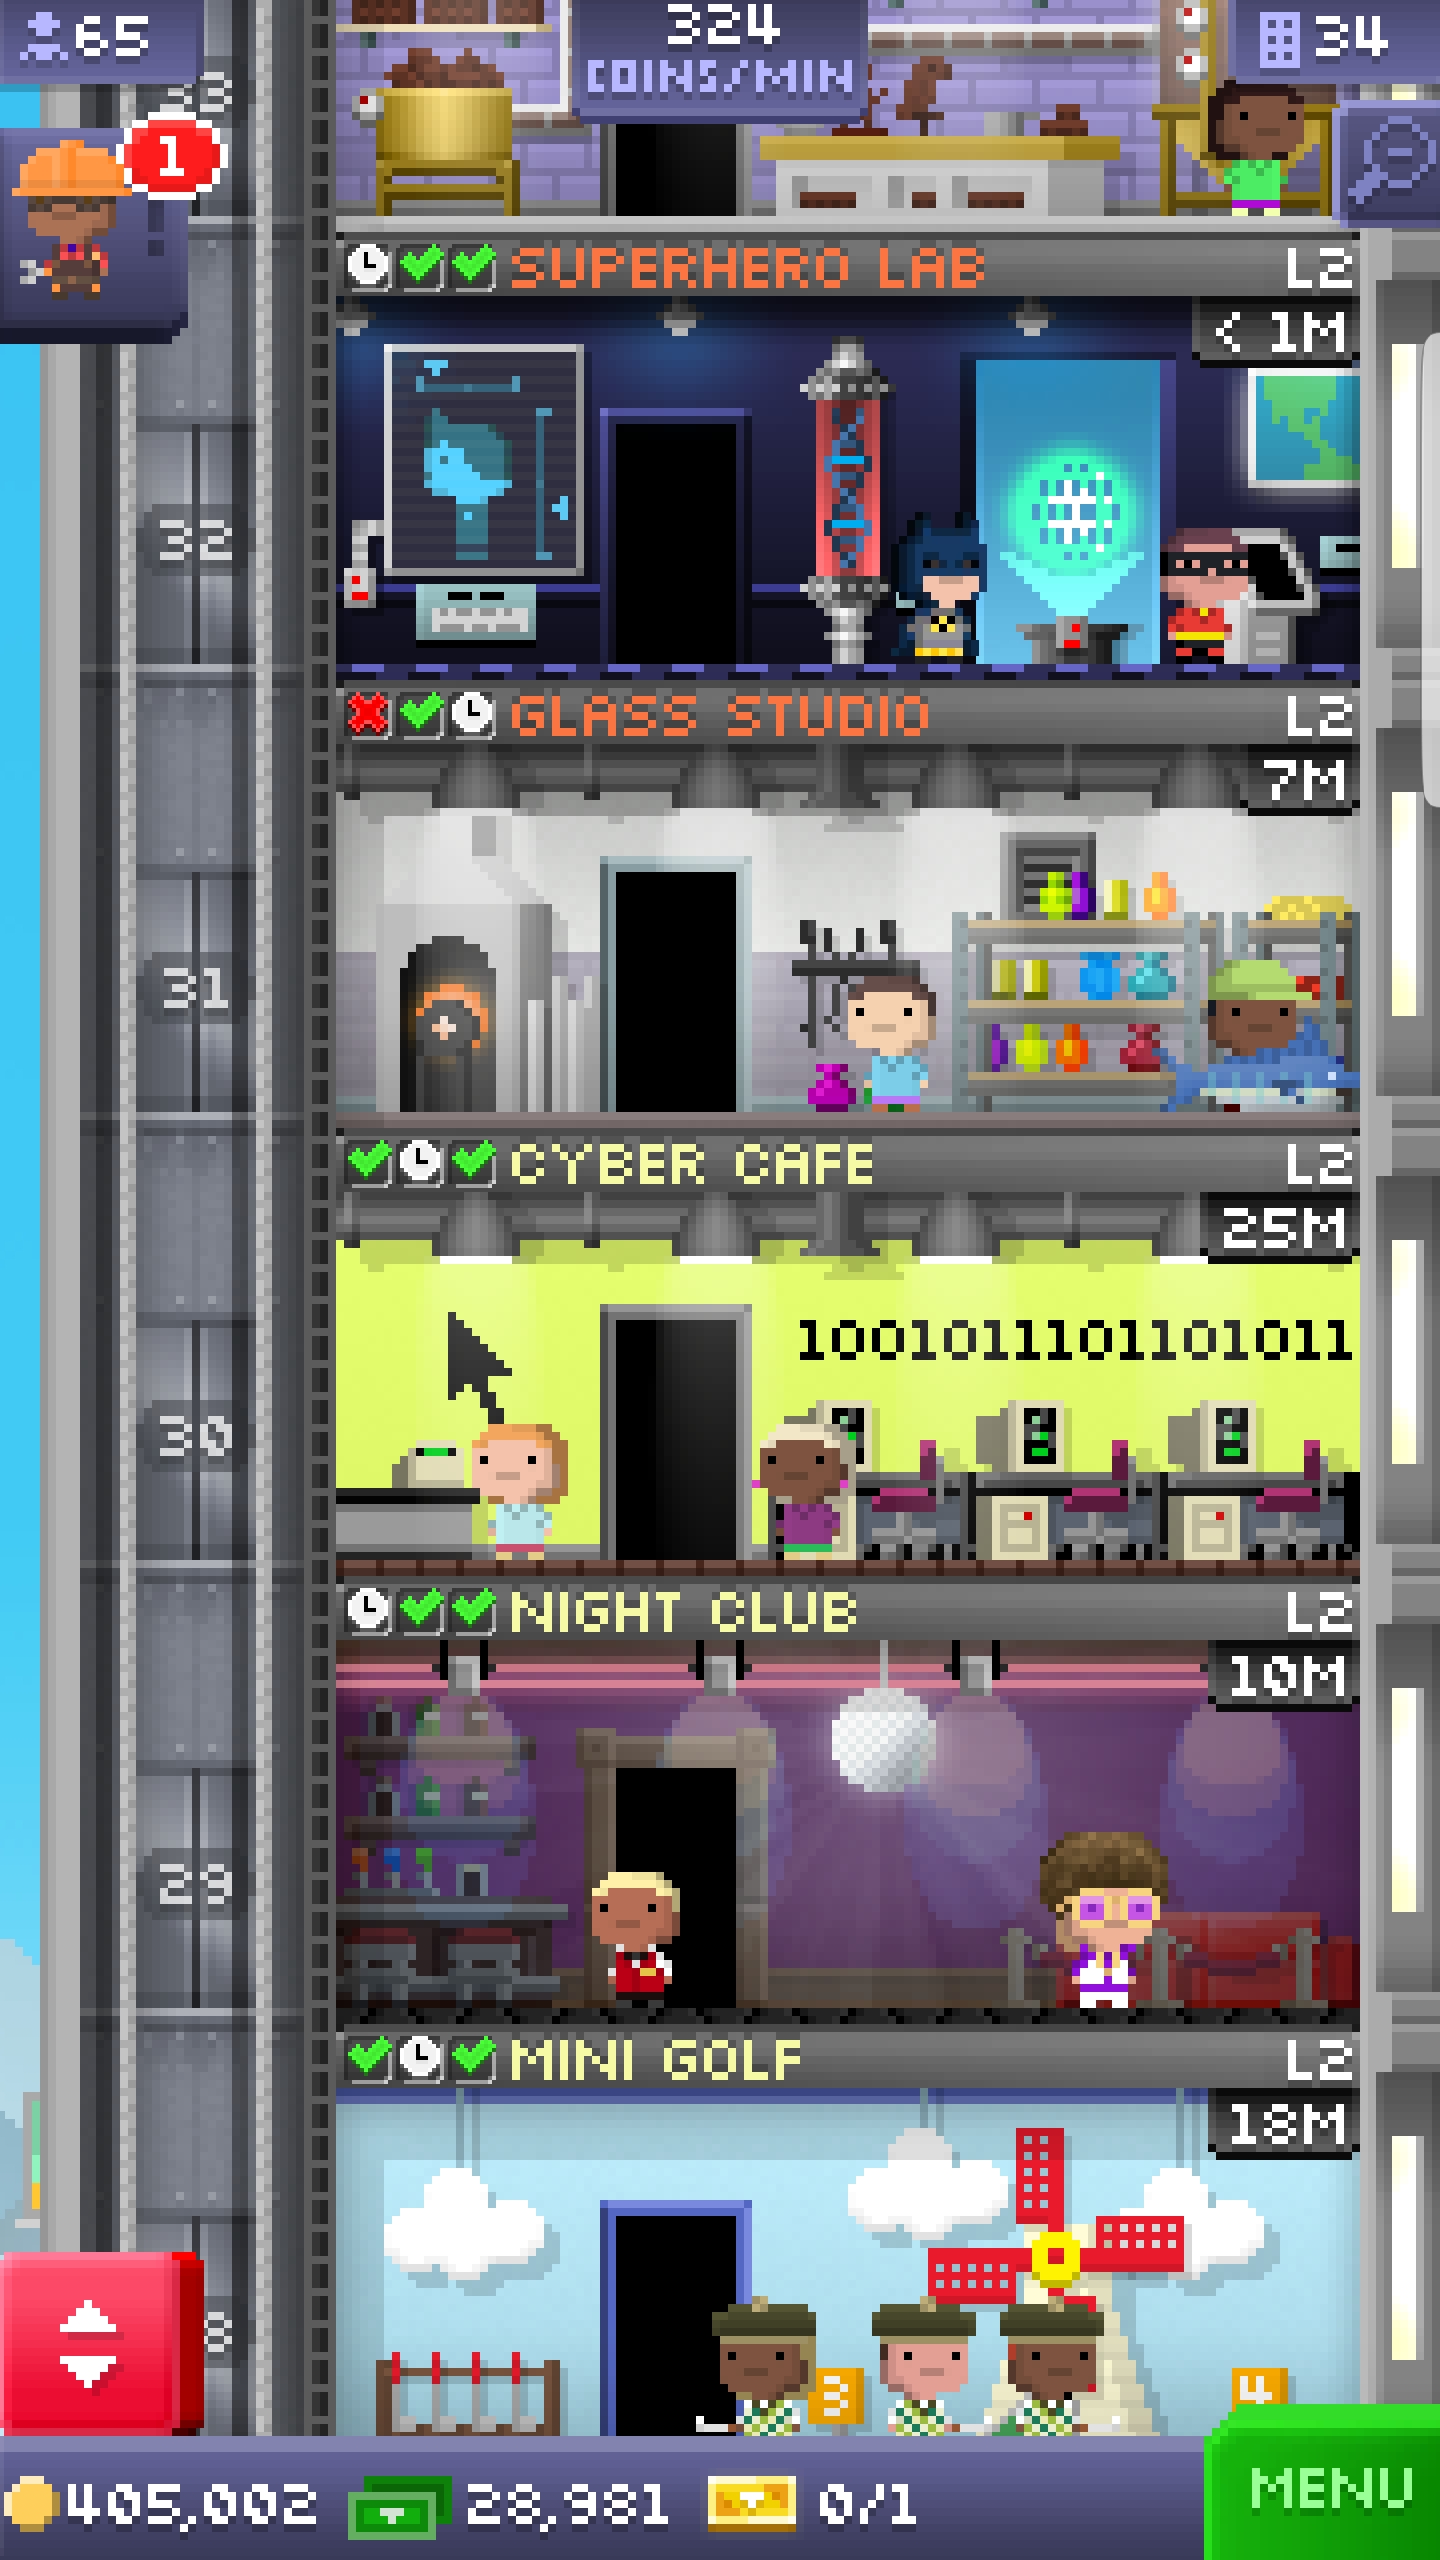 65
324
COINS/MIN
34
33
1
SUPERHERO LAB L2
< 1M
32
GLASS STUDIO L2
7M
31
CYBER CAFE L2
25M
1001011101101011
30
NIGHT CLUB L2
10M
29
MINI GOLF L2
18M
8
3
4
405,002 28,981 0/1
MENU